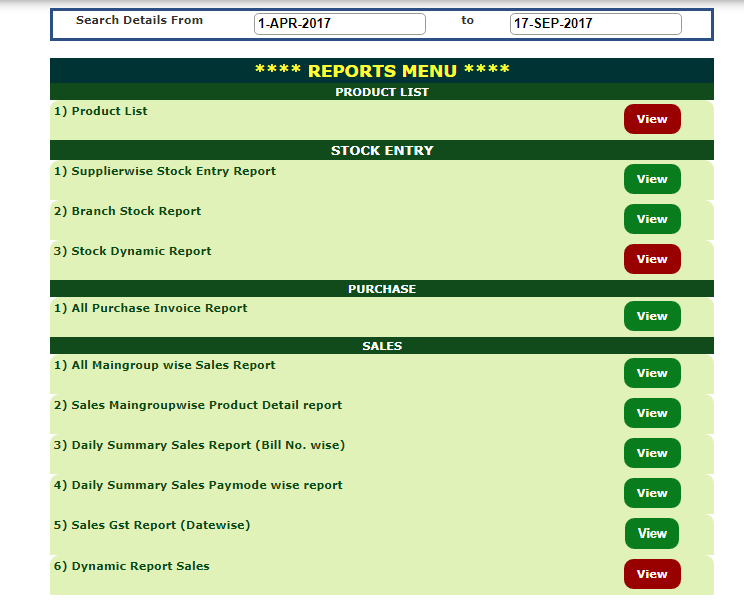 Search Details From 1-APR-2017 to 17-SEP-2017
**** REPORTS MENU ****
PRODUCT LIST
1) Product List View
STOCK ENTRY
1) Supplierwise Stock Entry Report View
2) Branch Stock Report View
3) Stock Dynamic Report View
PURCHASE
1) All Purchase Invoice Report View
SALES
1) All Maingroup wise Sales Report View
2) Sales Maingroupwise Product Detail report View
3) Daily Summary Sales Report (Bill No. wise) View
4) Daily Summary Sales Paymode wise report View
5) Sales Gst Report (Datewise) View
6) Dynamic Report Sales View